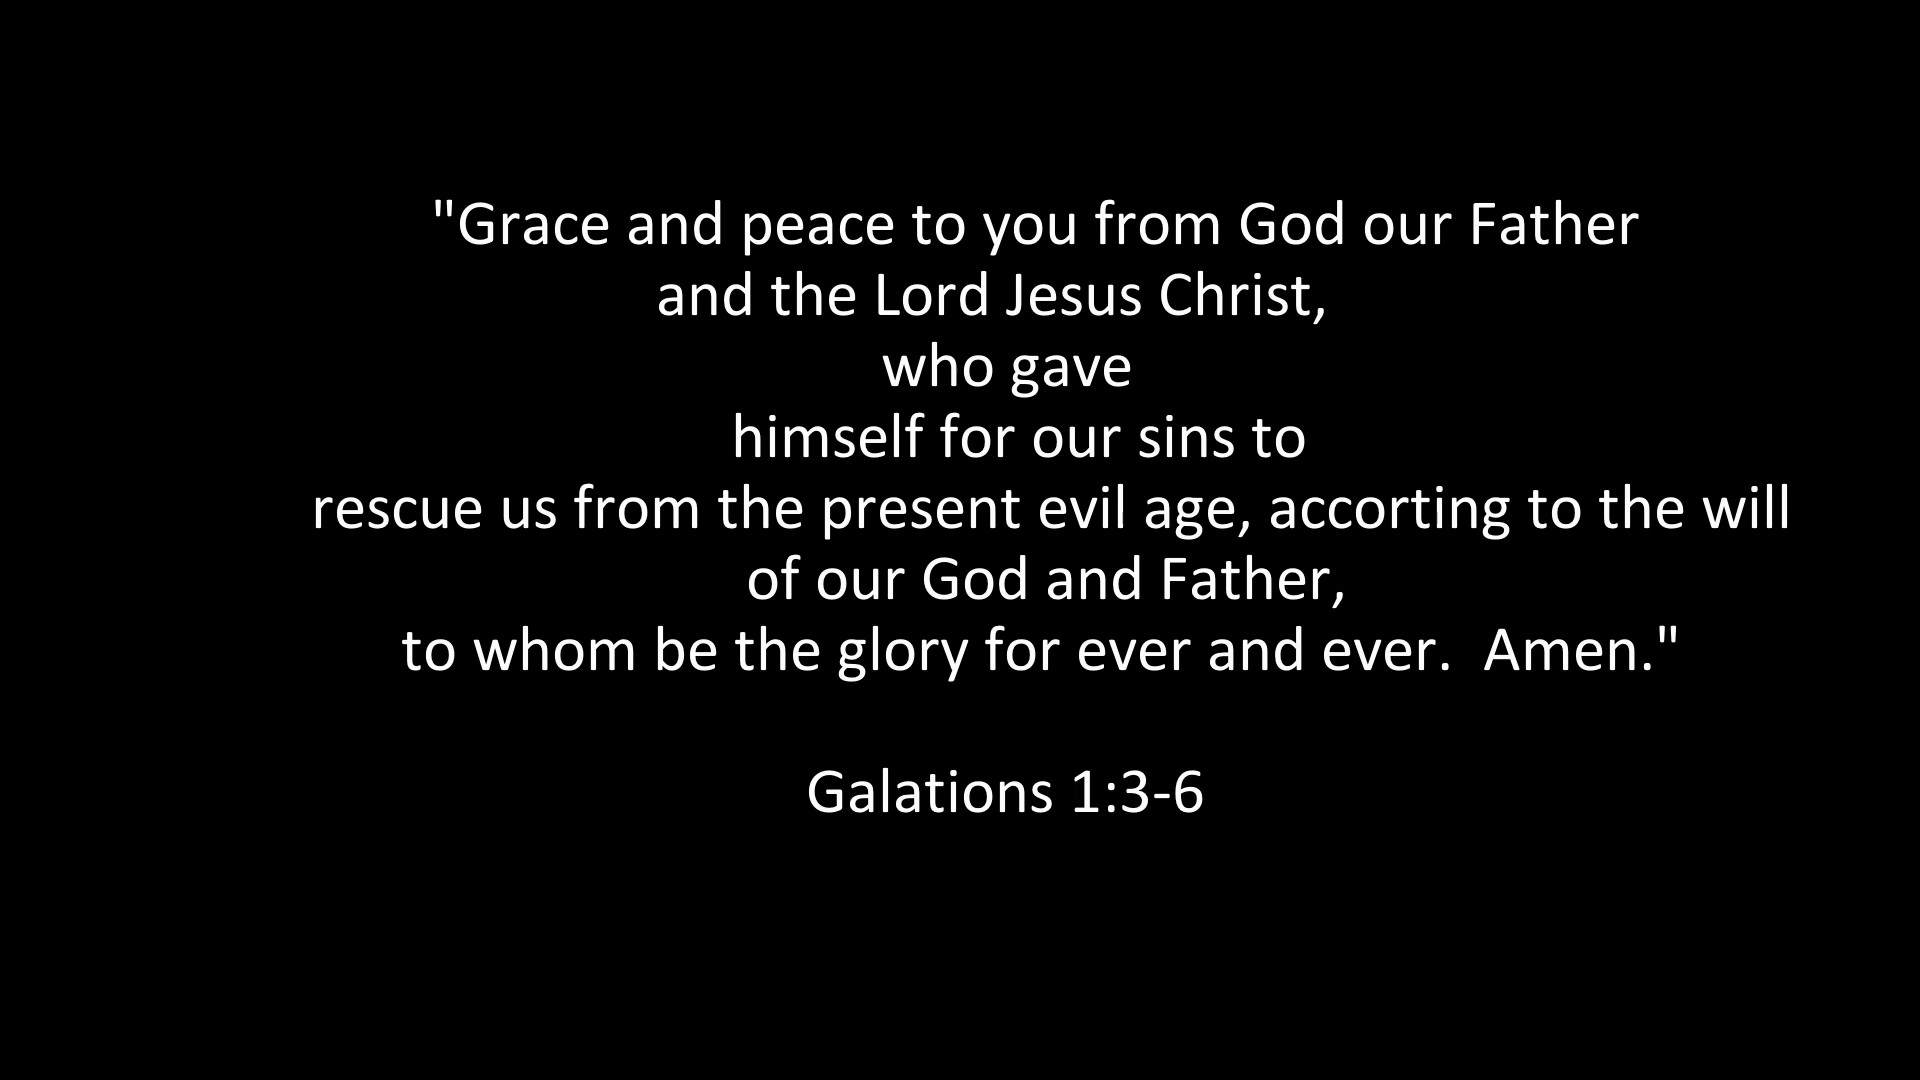 "Grace and peace to you from God our Father
and the Lord Jesus Christ,
who gave
himself for our sins to
rescue us from the present evil age, accorting to the will
of our God and Father,
to whom be the glory for ever and ever.  Amen."
Galations 1:3-6